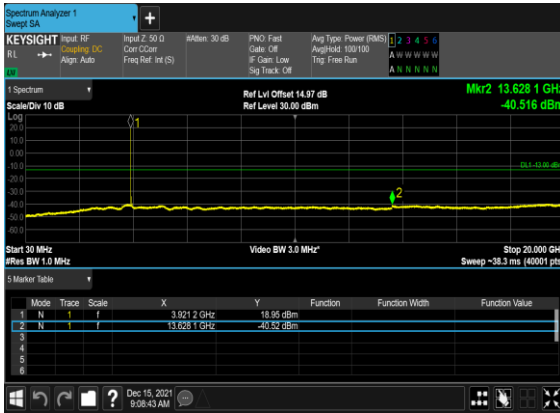 Spectrum Analyzer 1
Swept SA
+
KEYSIGHT Input: RF Input Z: 50 Ω #Atten: 30 dB PNO: Fast Avg Type: Power (RMS) 1 2 3 4 5 6
RL Coupling: DC Corr CCorr Gate: Off Avg|Hold: 100/100 A W W W W W
Align: Auto Freq Ref: Int (S) IF Gain: Low Trig: Free Run
Sig Track: Off A N N N N N
1 Spectrum
Ref Lvl Offset 14.97 dB Mkr2 13.628 1 GHz
Scale/Div 10 dB Ref Level 30.00 dBm -40.516 dBm
Log
20.0
10.0
0.00
-10.0
DL1 -13.00 dBm
-20.0
-30.0
-40.0
-50.0
-60.0
1
2
Start 30 MHz Video BW 3.0 MHz* Stop 20.000 GHz
#Res BW 1.0 MHz Sweep ~38.3 ms (40001 pts)
5 Marker Table
Mode Trace Scale X Y Function Function Width Function Value
1 N 1 f 3.921 2 GHz 18.95 dBm
2 N 1 f 13.628 1 GHz -40.52 dBm
3
4
5
6
? Dec 15, 2021
9:08:43 AM